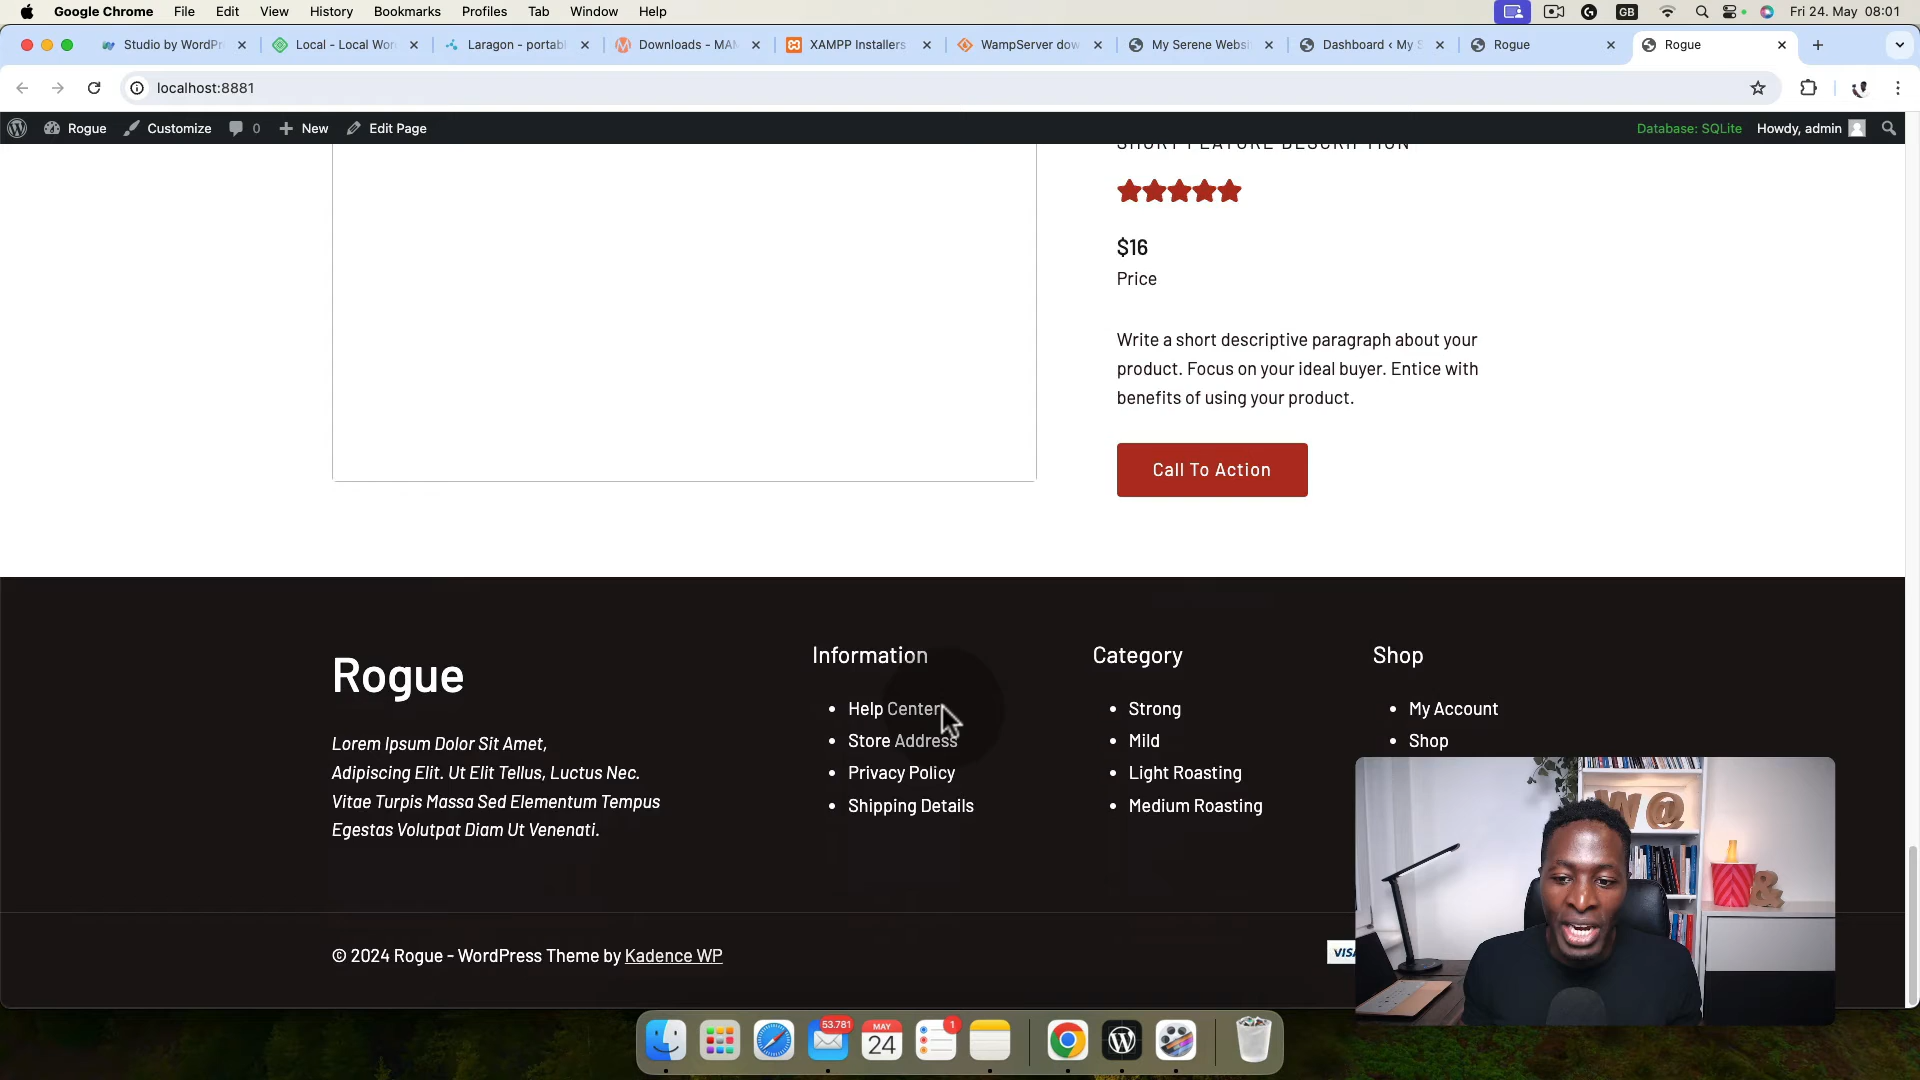 Google Chrome File Edit View History Bookmarks Profiles Tab Window Help GB Fri 24. May 08:01
Studio by WordPr Local - Local Wor Laragon - portabl Downloads - MA XAMPP Installers WampServer dow My Serene Websi Dashboard ‹ My S Rogue Rogue
localhost:8881
Rogue Customize 0 New Edit Page Database: SQLite Howdy, admin
SHORT FEATURE DESCRIPTION
$16
Price
Write a short descriptive paragraph about your
product. Focus on your ideal buyer. Entice with
benefits of using your product.
Call To Action
Rogue
Lorem Ipsum Dolor Sit Amet,
Adipiscing Elit. Ut Elit Tellus, Luctus Nec.
Vitae Turpis Massa Sed Elementum Tempus
Egestas Volutpat Diam Ut Venenati.
Information
Help Center
Store Address
Privacy Policy
Shipping Details
Category
Strong
Mild
Light Roasting
Medium Roasting
Shop
My Account
Shop
W@
&
© 2024 Rogue - WordPress Theme by Kadence WP
VISA
53.781
MAY
24
1